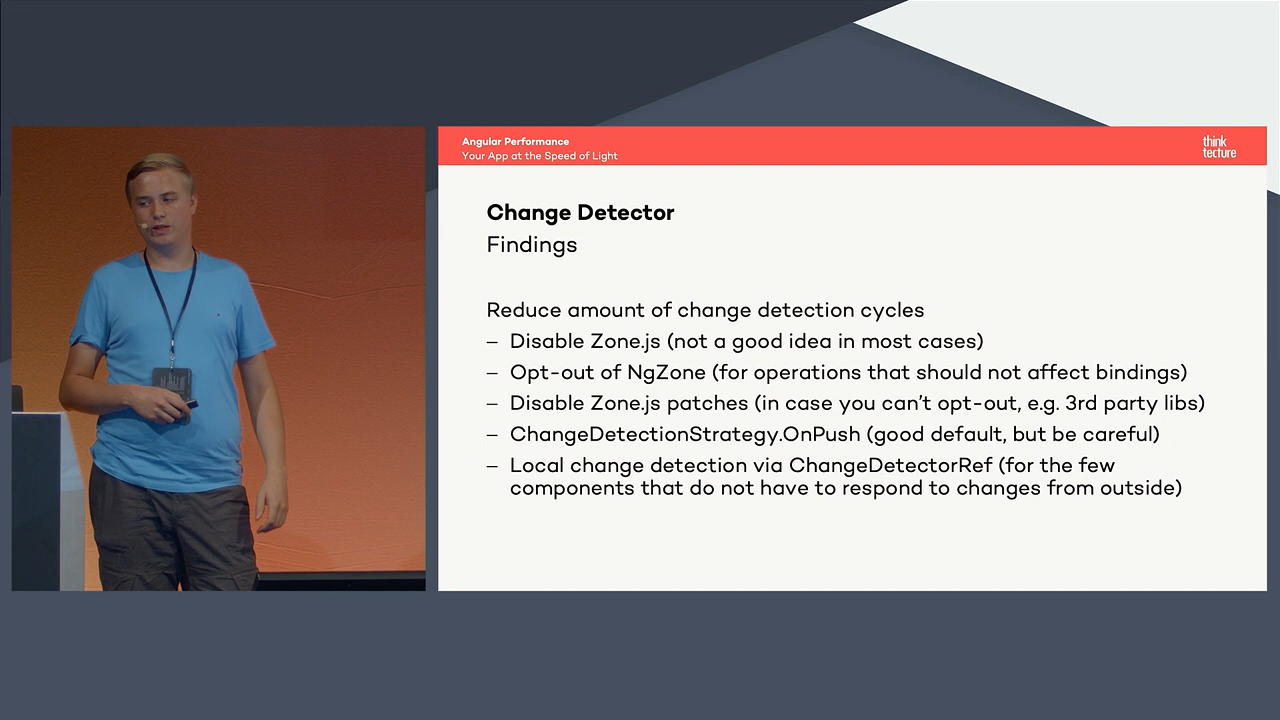 Angular Performance
Your App at the Speed of Light
think
tecture
Change Detector
Findings
Reduce amount of change detection cycles
– Disable Zone.js (not a good idea in most cases)
– Opt-out of NgZone (for operations that should not affect bindings)
– Disable Zone.js patches (in case you can’t opt-out, e.g. 3rd party libs)
– ChangeDetectionStrategy.OnPush (good default, but be careful)
– Local change detection via ChangeDetectorRef (for the few
components that do not have to respond to changes from outside)